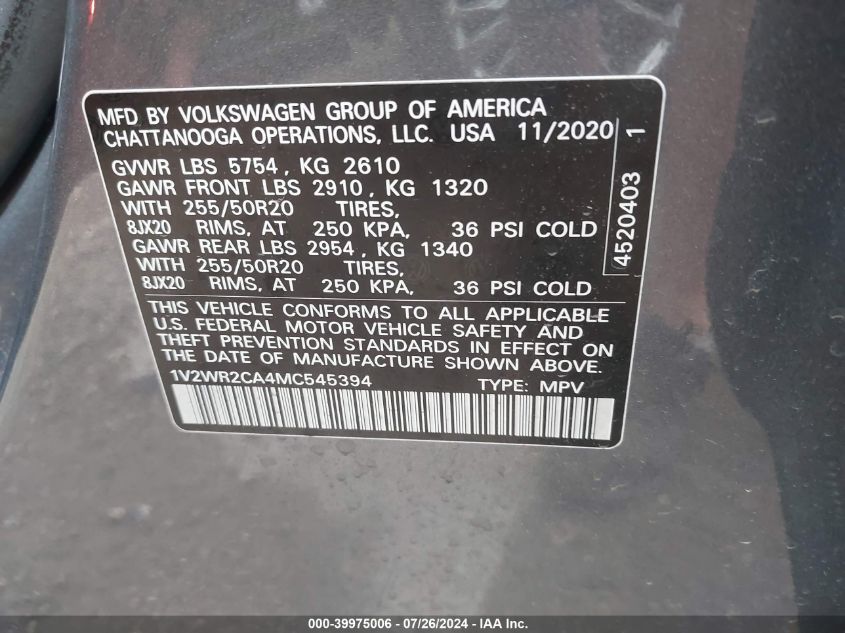 MFD BY VOLKSWAGEN GROUP OF AMERICA
CHATTANOOGA OPERATIONS, LLC. USA 11/2020
GVWR LBS 5754, KG 2610
GAWR FRONT LBS 2910, KG 1320
WITH 255/50R20 TIRES,
8JX20 RIMS, AT 250 KPA, 36 PSI COLD
GAWR REAR LBS 2954, KG 1340
WITH 255/50R20 TIRES,
8JX20 RIMS, AT 250 KPA, 36 PSI COLD
THIS VEHICLE CONFORMS TO ALL APPLICABLE
U.S. FEDERAL MOTOR VEHICLE SAFETY AND
THEFT PREVENTION STANDARDS IN EFFECT ON
THE DATE OF MANUFACTURE SHOWN ABOVE.
1V2WR2CA4MC545394 TYPE: MPV
4520403 1
000-39975006 - 07/26/2024 - IAA Inc.